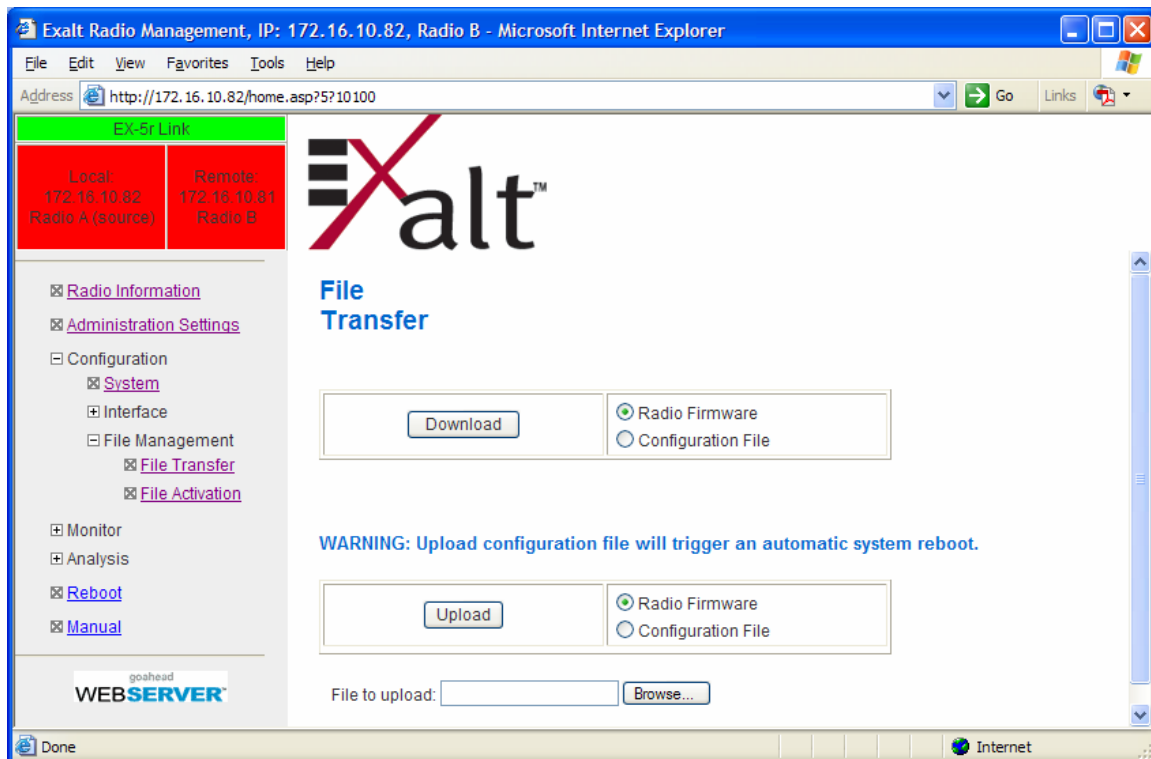 Exalt Radio Management, IP: 172.16.10.82, Radio B - Microsoft Internet Explorer
File Edit View Favorites Tools Help
Address http://172.16.10.82/home.asp?5?10100 Go Links
EX-5r Link
Local: 172.16.10.82 Radio A (source)
Remote: 172.16.10.81 Radio B
EXalt™
Radio Information
Administration Settings
Configuration
System
Interface
File Management
File Transfer
File Activation
Monitor
Analysis
Reboot
Manual
goahead
WEBSERVER™
File
Transfer
Download
Radio Firmware
Configuration File
WARNING: Upload configuration file will trigger an automatic system reboot.
Upload
Radio Firmware
Configuration File
File to upload: Browse...
Done Internet